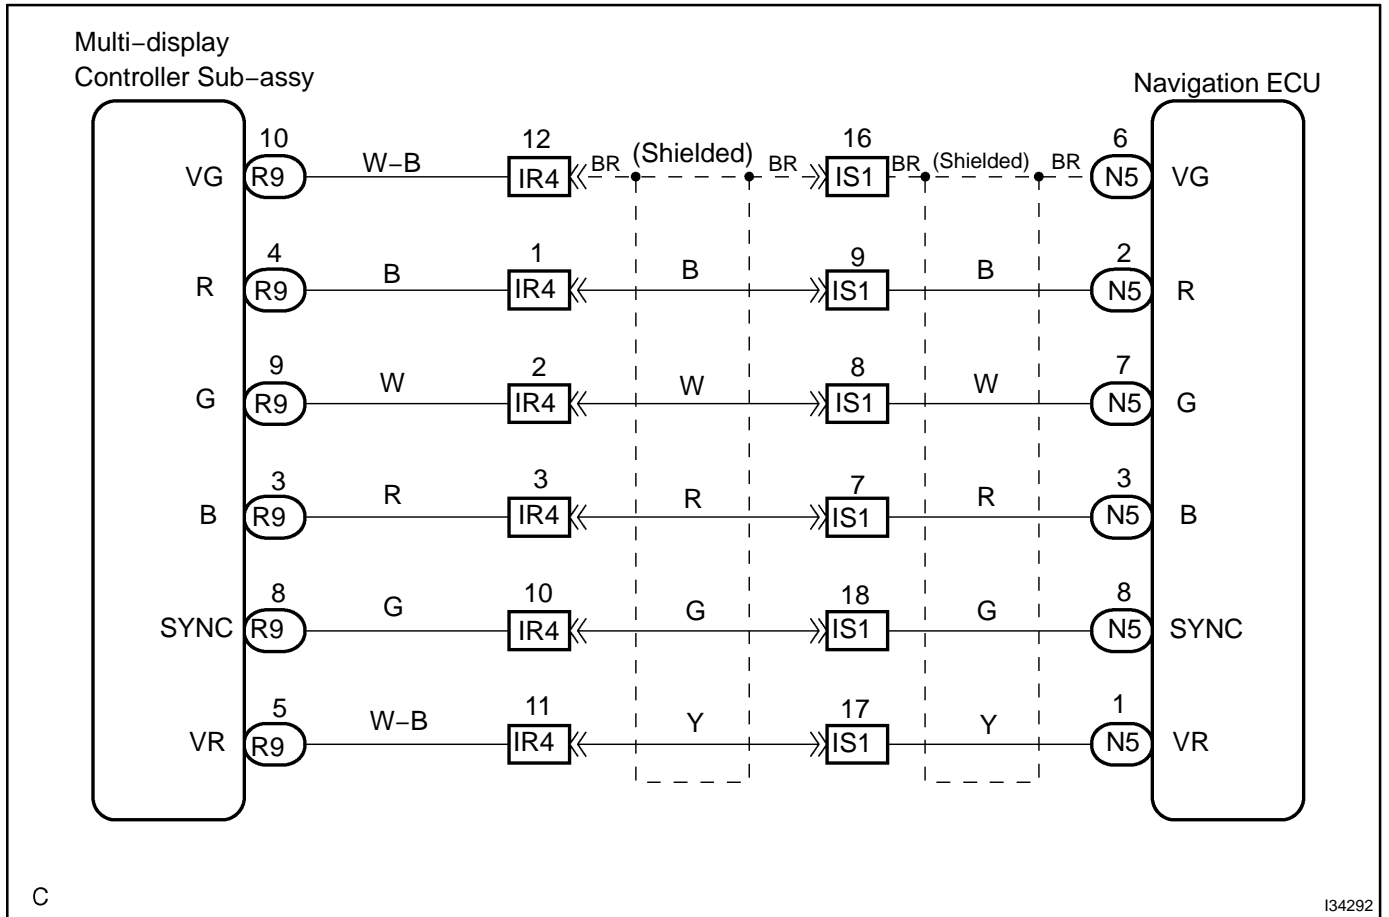 Multi–display
Controller Sub–assy
Navigation ECU
10 12 16 6
VG R9 W–B IR4 BR (Shielded) BR IS1 BR (Shielded) BR N5 VG
4 1 9 2
R R9 B IR4 B IS1 B N5 R
9 2 8 7
G R9 W IR4 W IS1 W N5 G
3 3 7 3
B R9 R IR4 R IS1 R N5 B
8 10 18 8
SYNC R9 G IR4 G IS1 G N5 SYNC
5 11 17 1
VR R9 W–B IR4 Y IS1 Y N5 VR
C
I34292